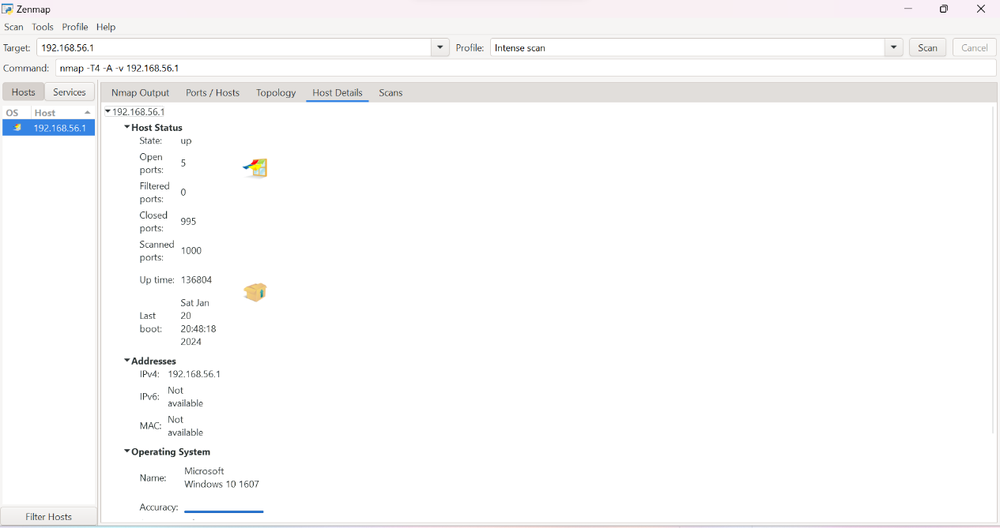 Zenmap
Scan Tools Profile Help
Target: 192.168.56.1 Profile: Intense scan Scan Cancel
Command: nmap -T4 -A -v 192.168.56.1
Hosts Services Nmap Output Ports / Hosts Topology Host Details Scans
OS Host
192.168.56.1
192.168.56.1
Host Status
State: up
Open
ports: 5
Filtered
ports: 0
Closed
ports: 995
Scanned
ports: 1000
Up time: 136804
Last
boot:
Sat Jan
20
20:48:18
2024
Addresses
IPv4: 192.168.56.1
IPv6:
Not
available
MAC:
Not
available
Operating System
Name:
Microsoft
Windows 10 1607
Accuracy:
Filter Hosts